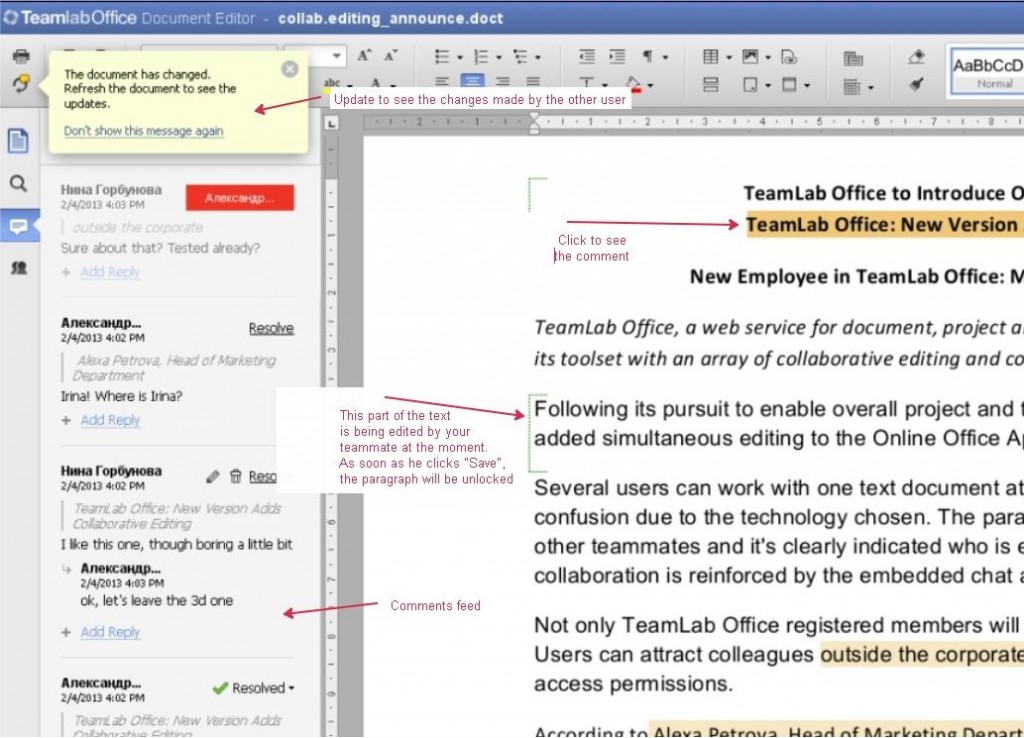 TeamlabOffice Document Editor - collab.editing_announce.doct
The document has changed.
Refresh the document to see the
updates.
Don't show this message again
Update to see the changes made by the other user
abc
A
AaBbCcD
Normal
2 1 1 2 3 4 5 6 7 8
Нина Горбунова
2/4/2013 4:03 PM
Александр...
outside the corporate
Sure about that? Tested already?
+ Add Reply
Александр...
2/4/2013 4:02 PM
Resolve
Alexa Petrova, Head of Marketing
Department
Irina! Where is Irina?
+ Add Reply
Нина Горбунова
2/4/2013 4:02 PM
Reso
TeamLab Office: New Version Adds
Collaborative Editing
I like this one, though boring a little bit
Александр...
2/4/2013 4:03 PM
ok, let's leave the 3d one
+ Add Reply
Александр...
2/4/2013 4:02 PM
Resolved
TeamLab Office: New Version Adds
Collaborative Editing
Click to see
the comment
This part of the text
is being edited by your
teammate at the moment.
As soon as he clicks "Save",
the paragraph will be unlocked
Comments feed
TeamLab Office to Introduce O
TeamLab Office: New Version
New Employee in TeamLab Office: M
TeamLab Office, a web service for document, project a
its toolset with an array of collaborative editing and co
Following its pursuit to enable overall project and
added simultaneous editing to the Online Office Ap
Several users can work with one text document at
confusion due to the technology chosen. The para
other teammates and it's clearly indicated who is e
collaboration is reinforced by the embedded chat a
Not only TeamLab Office registered members will
Users can attract colleagues outside the corporate
access permissions.
According to Alexa Petrova, Head of Marketing Depart